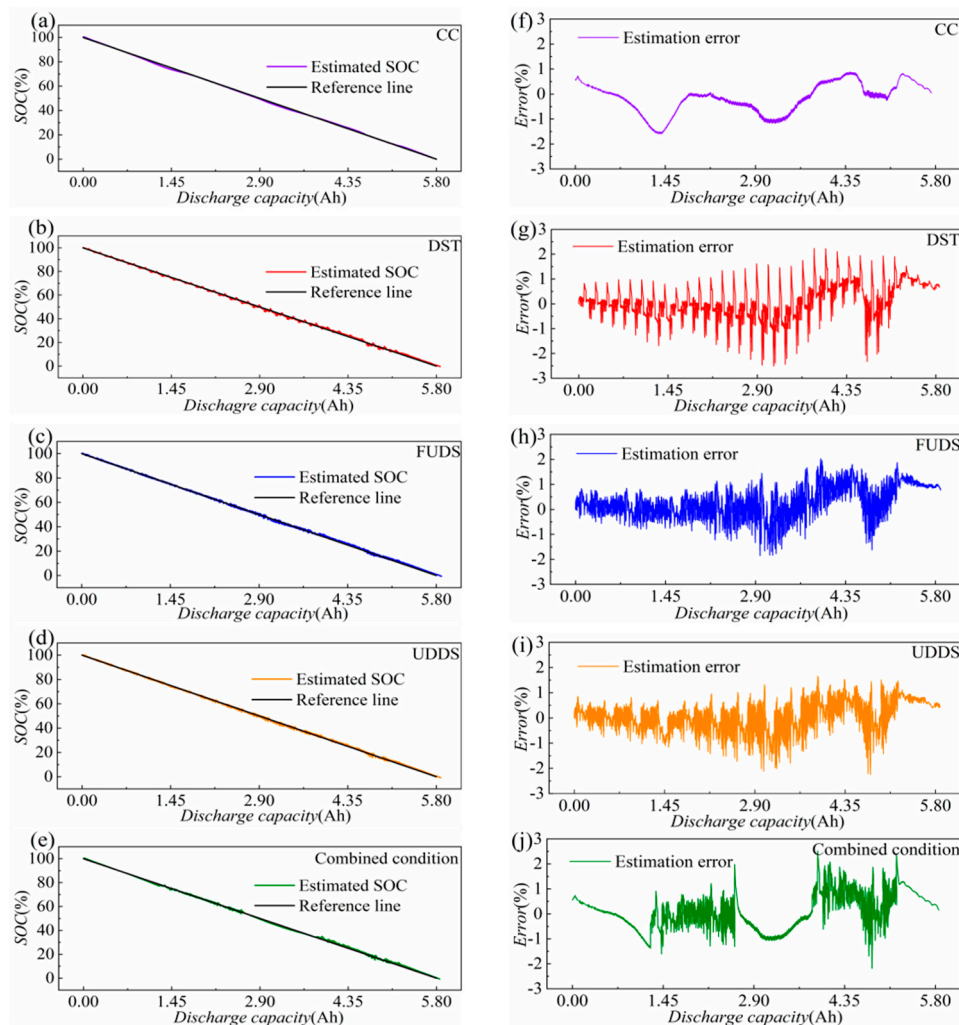 (a)
CC
Estimated SOC
Reference line
SOC(%)
100
80
60
40
20
0
0.00 1.45 2.90 4.35 5.80
Discharge capacity(Ah)
(f)
CC
Estimation error
Error(%)
3
2
1
0
-1
-2
-3
0.00 1.45 2.90 4.35 5.80
Discharge capacity(Ah)
(b)
DST
Estimated SOC
Reference line
SOC(%)
100
80
60
40
20
0
0.00 1.45 2.90 4.35 5.80
Dischagre capacity(Ah)
(g)
DST
Estimation error
Error(%)
3
2
1
0
-1
-2
-3
0.00 1.45 2.90 4.35 5.80
Discharge capacity(Ah)
(c)
FUDS
Estimated SOC
Reference line
SOC(%)
100
80
60
40
20
0
0.00 1.45 2.90 4.35 5.80
Discharge capacity(Ah)
(h)
FUDS
Estimation error
Error(%)
3
2
1
0
-1
-2
-3
0.00 1.45 2.90 4.35 5.80
Discharge capacity(Ah)
(d)
UDDS
Estimated SOC
Reference line
SOC(%)
100
80
60
40
20
0
0.00 1.45 2.90 4.35 5.80
Discharge capacity(Ah)
(i)
UDDS
Estimation error
Error(%)
3
2
1
0
-1
-2
-3
0.00 1.45 2.90 4.35 5.80
Discharge capacity(Ah)
(e)
Combined condition
Estimated SOC
Reference line
SOC(%)
100
80
60
40
20
0
0.00 1.45 2.90 4.35 5.80
Discharge capacity(Ah)
(j)
Combined condition
Estimation error
Error(%)
3
2
1
0
-1
-2
-3
0.00 1.45 2.90 4.35 5.80
Discharge capacity(Ah)